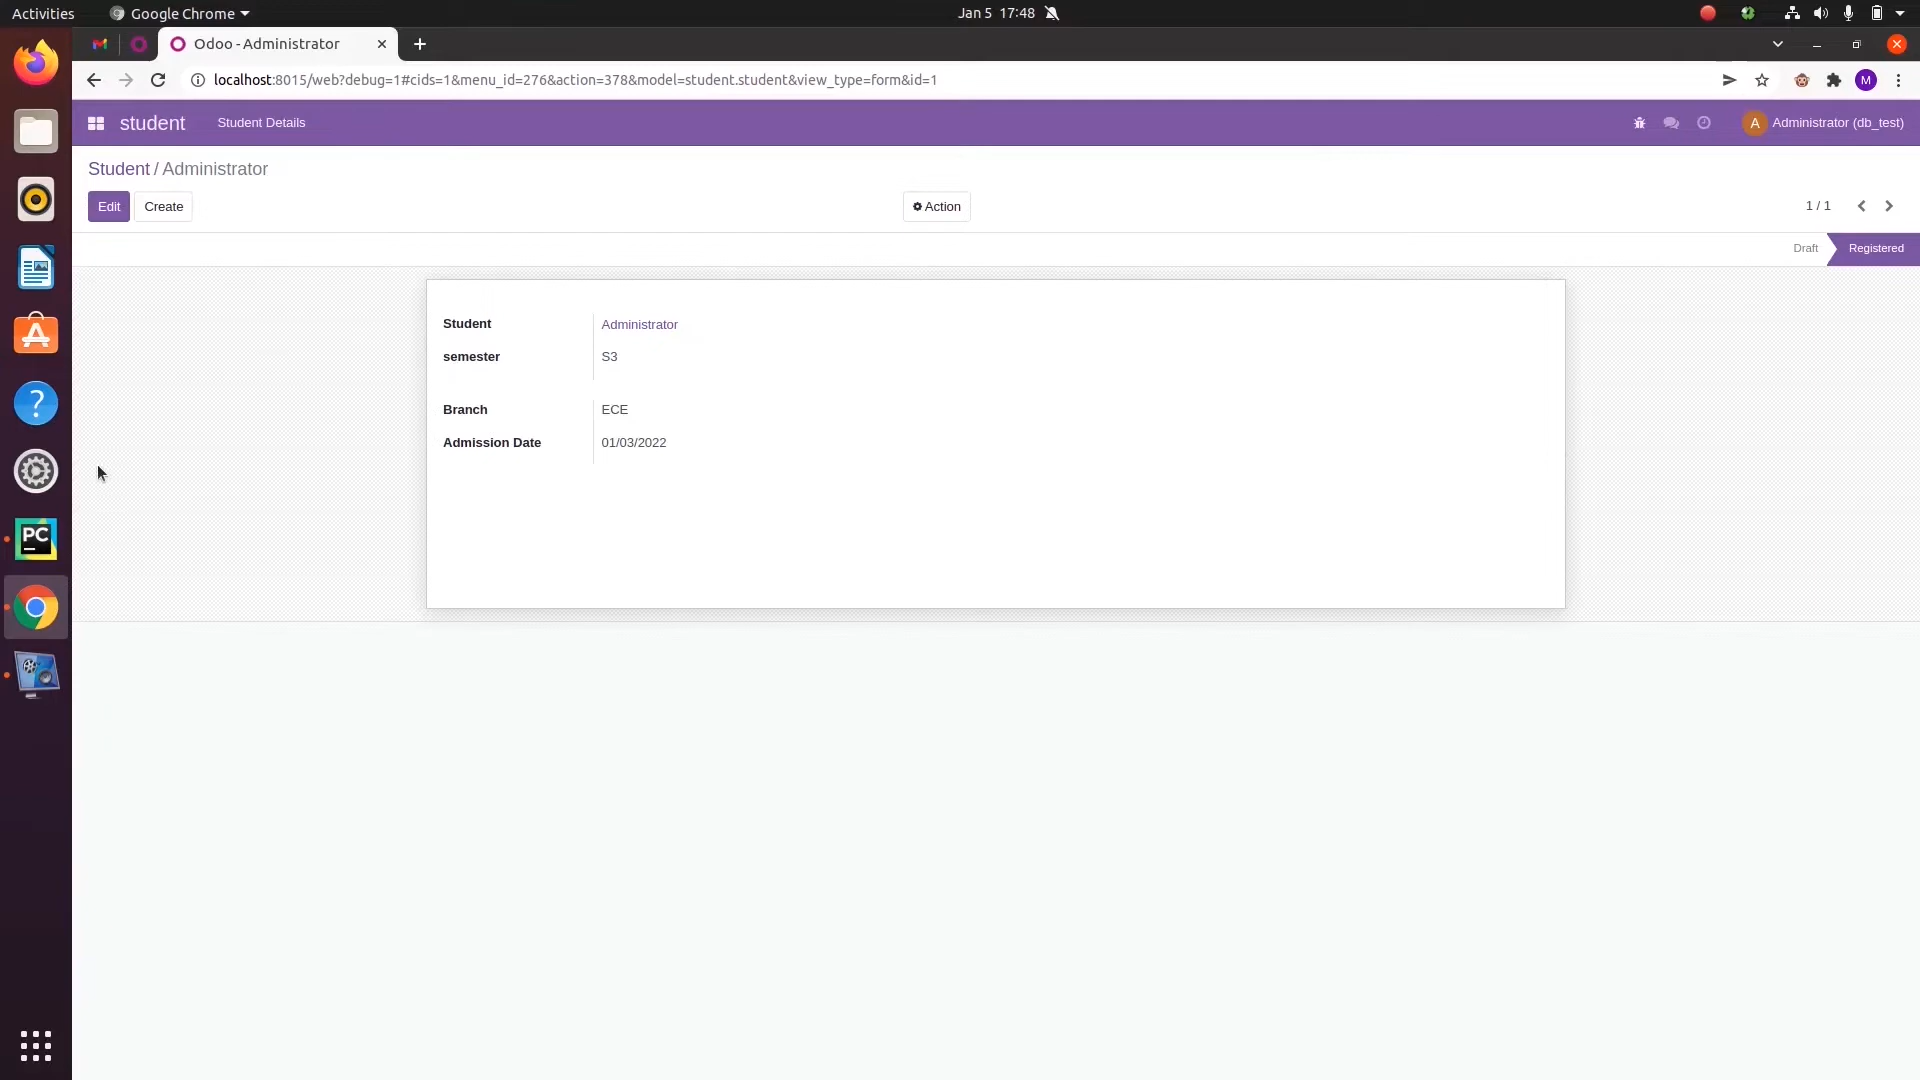 Activities Google Chrome Jan 5 17:48
Odoo - Administrator
localhost:8015/web?debug=1#cids=1&menu_id=276&action=378&model=student.student&view_type=form&id=1 M
student Student Details A Administrator (db_test)
Student / Administrator
Edit Create Action 1 / 1
Draft Registered
Student Administrator
semester S3
Branch ECE
Admission Date 01/03/2022
PC